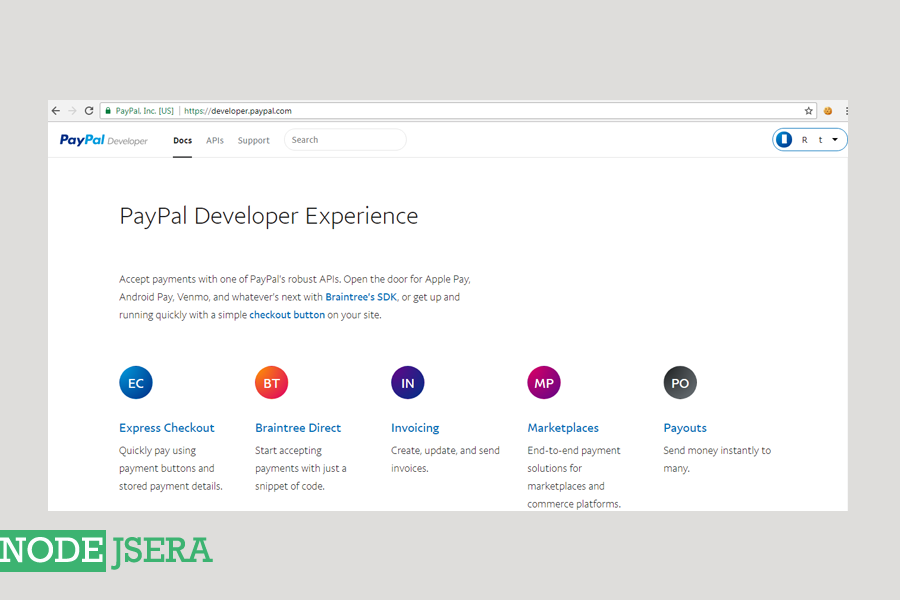 PayPal, Inc. [US] | https://developer.paypal.com
PayPal Developer Docs APIs Support Search R t
PayPal Developer Experience
Accept payments with one of PayPal's robust APIs. Open the door for Apple Pay,
Android Pay, Venmo, and whatever's next with Braintree's SDK, or get up and
running quickly with a simple checkout button on your site.
EC
Express Checkout
Quickly pay using
payment buttons and
stored payment details.
BT
Braintree Direct
Start accepting
payments with just a
snippet of code.
IN
Invoicing
Create, update, and send
invoices.
MP
Marketplaces
End-to-end payment
solutions for
marketplaces and
commerce platforms.
PO
Payouts
Send money instantly to
many.
NODE JSERA